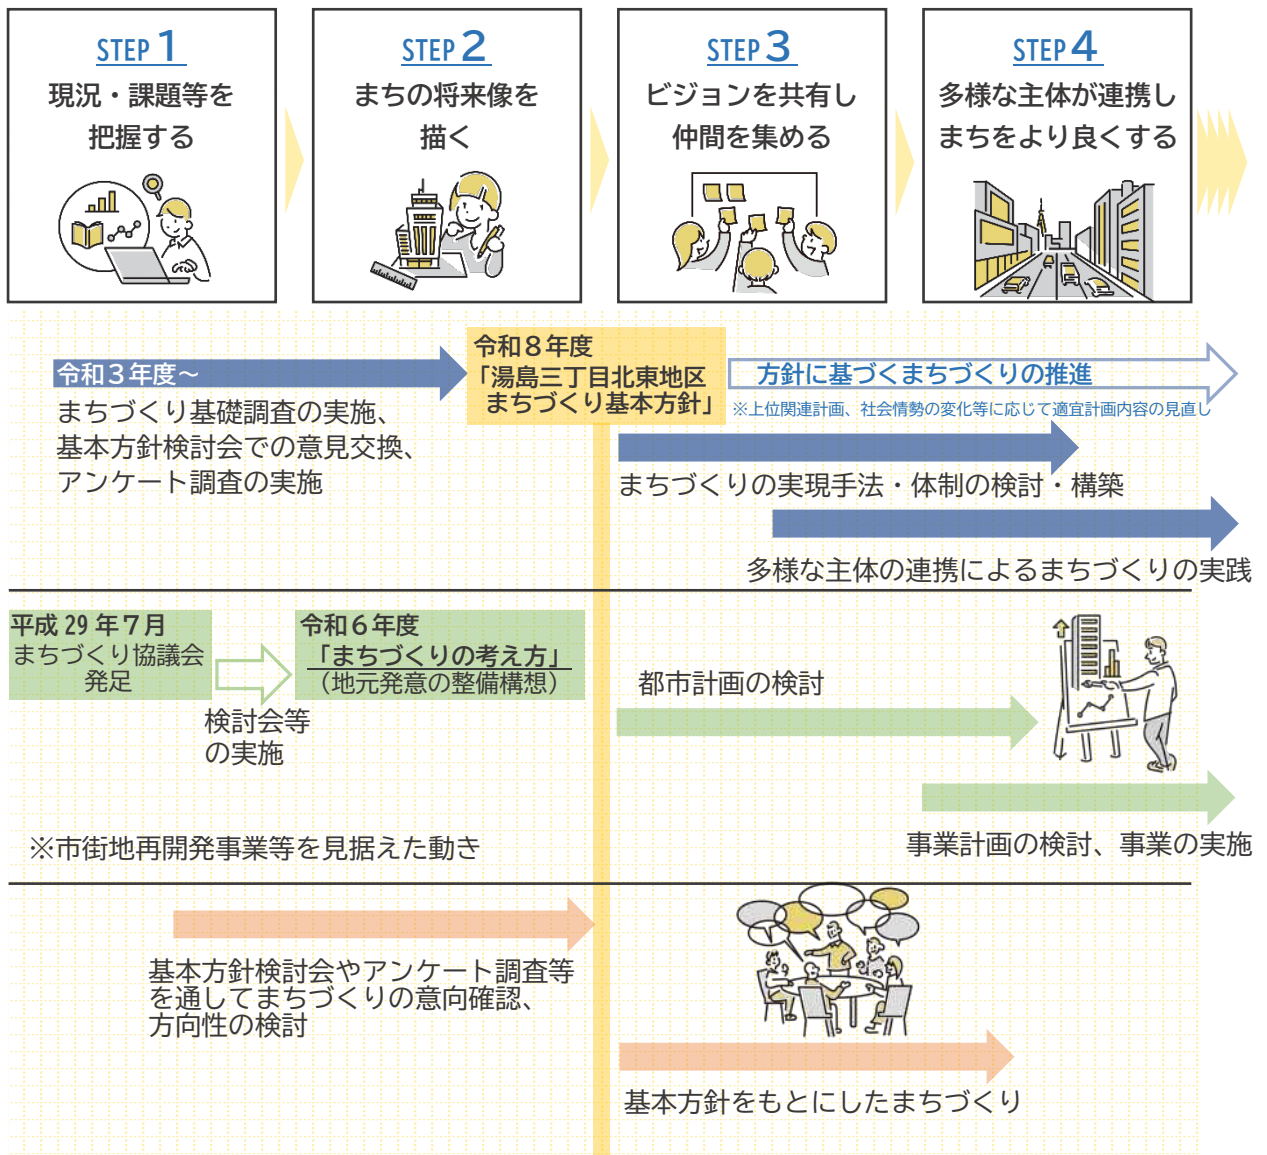 STEP 1
現況・課題等を
把握する
STEP 2
まちの将来像を
描く
STEP 3
ビジョンを共有し
仲間を集める
STEP 4
多様な主体が連携し
まちをより良くする
令和３年度～
まちづくり基礎調査の実施、
基本方針検討会での意見交換、
アンケート調査の実施
令和８年度
「湯島三丁目北東地区
まちづくり基本方針」
方針に基づくまちづくりの推進
※上位関連計画、社会情勢の変化等に応じて適宜計画内容の見直し
まちづくりの実現手法・体制の検討・構築
多様な主体の連携によるまちづくりの実践
平成 29 年７月
まちづくり協議会
発足
検討会等
の実施
令和６年度
「まちづくりの考え方」
（地元発意の整備構想）
都市計画の検討
事業計画の検討、事業の実施
※市街地再開発事業等を見据えた動き
基本方針検討会やアンケート調査等
を通してまちづくりの意向確認、
方向性の検討
基本方針をもとにしたまちづくり